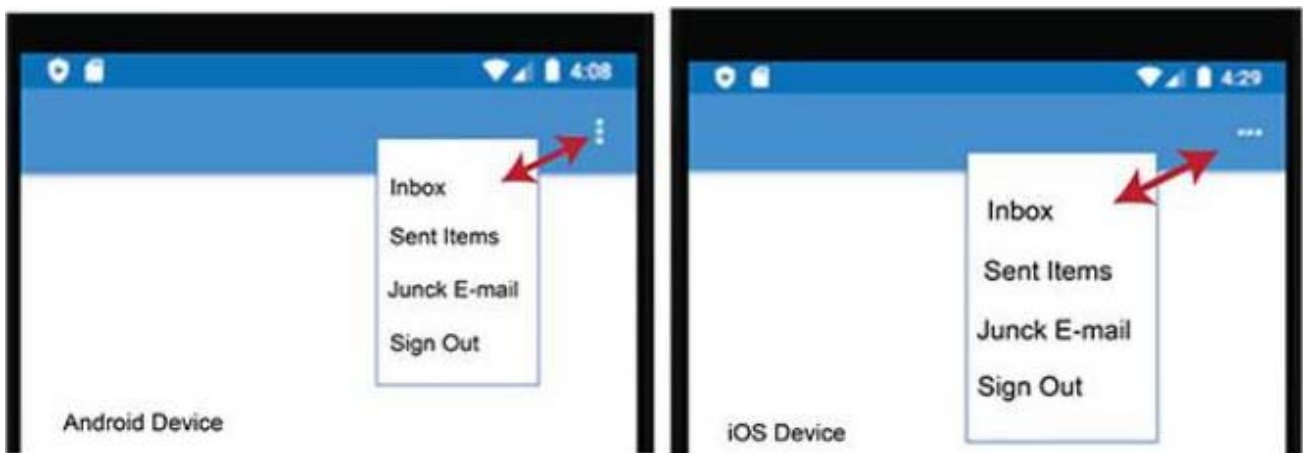 4:08
Inbox
Sent Items
Junck E-mail
Sign Out
Android Device
4:29
Inbox
Sent Items
Junck E-mail
Sign Out
iOS Device